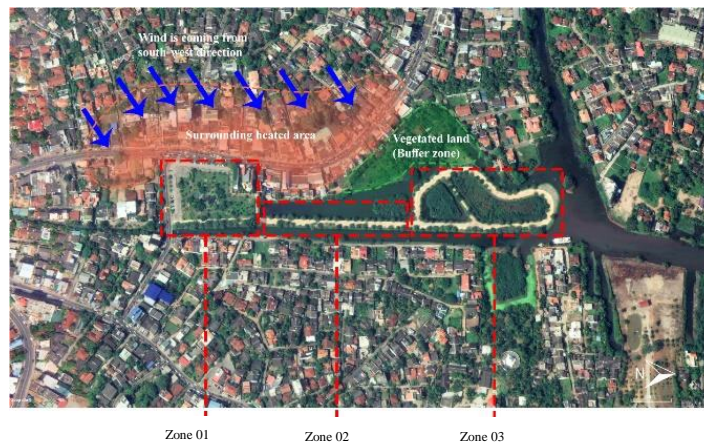 Wind is coming from
south-west direction
Surrounding heated area
Vegetated land
(Buffer zone)
N
Zone 01
Zone 02
Zone 03